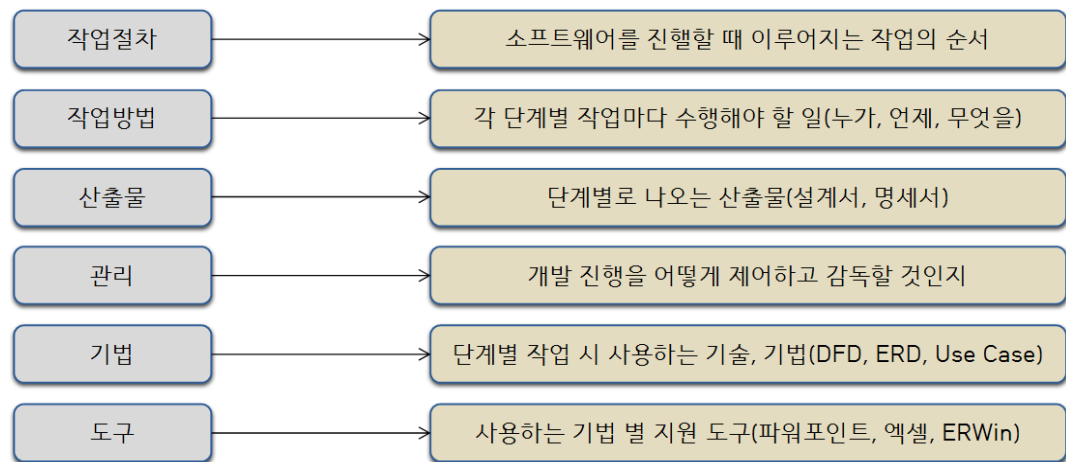 작업절차
소프트웨어를 진행할 때 이루어지는 작업의 순서
작업방법
각 단계별 작업마다 수행해야 할 일(누가, 언제, 무엇을)
산출물
단계별로 나오는 산출물(설계서, 명세서)
관리
개발 진행을 어떻게 제어하고 감독할 것인지
기법
단계별 작업 시 사용하는 기술, 기법(DFD, ERD, Use Case)
도구
사용하는 기법 별 지원 도구(파워포인트, 엑셀, ERWin)